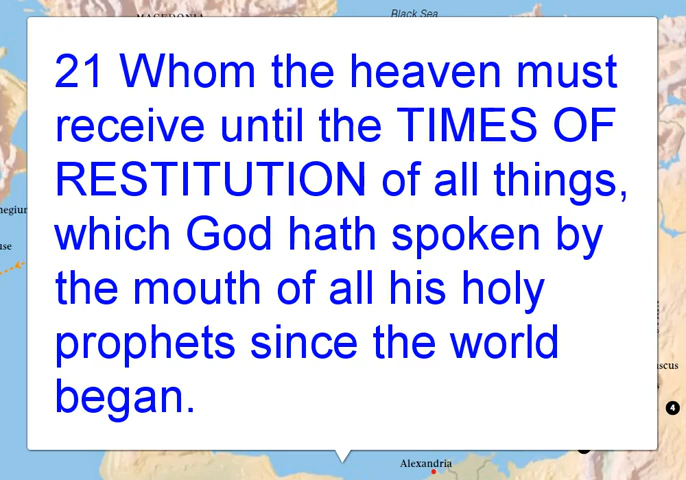 MACEDONIA
Black Sea
21 Whom the heaven must
receive until the TIMES OF
RESTITUTION of all things,
which God hath spoken by
the mouth of all his holy
prophets since the world
began.
4
Alexandria